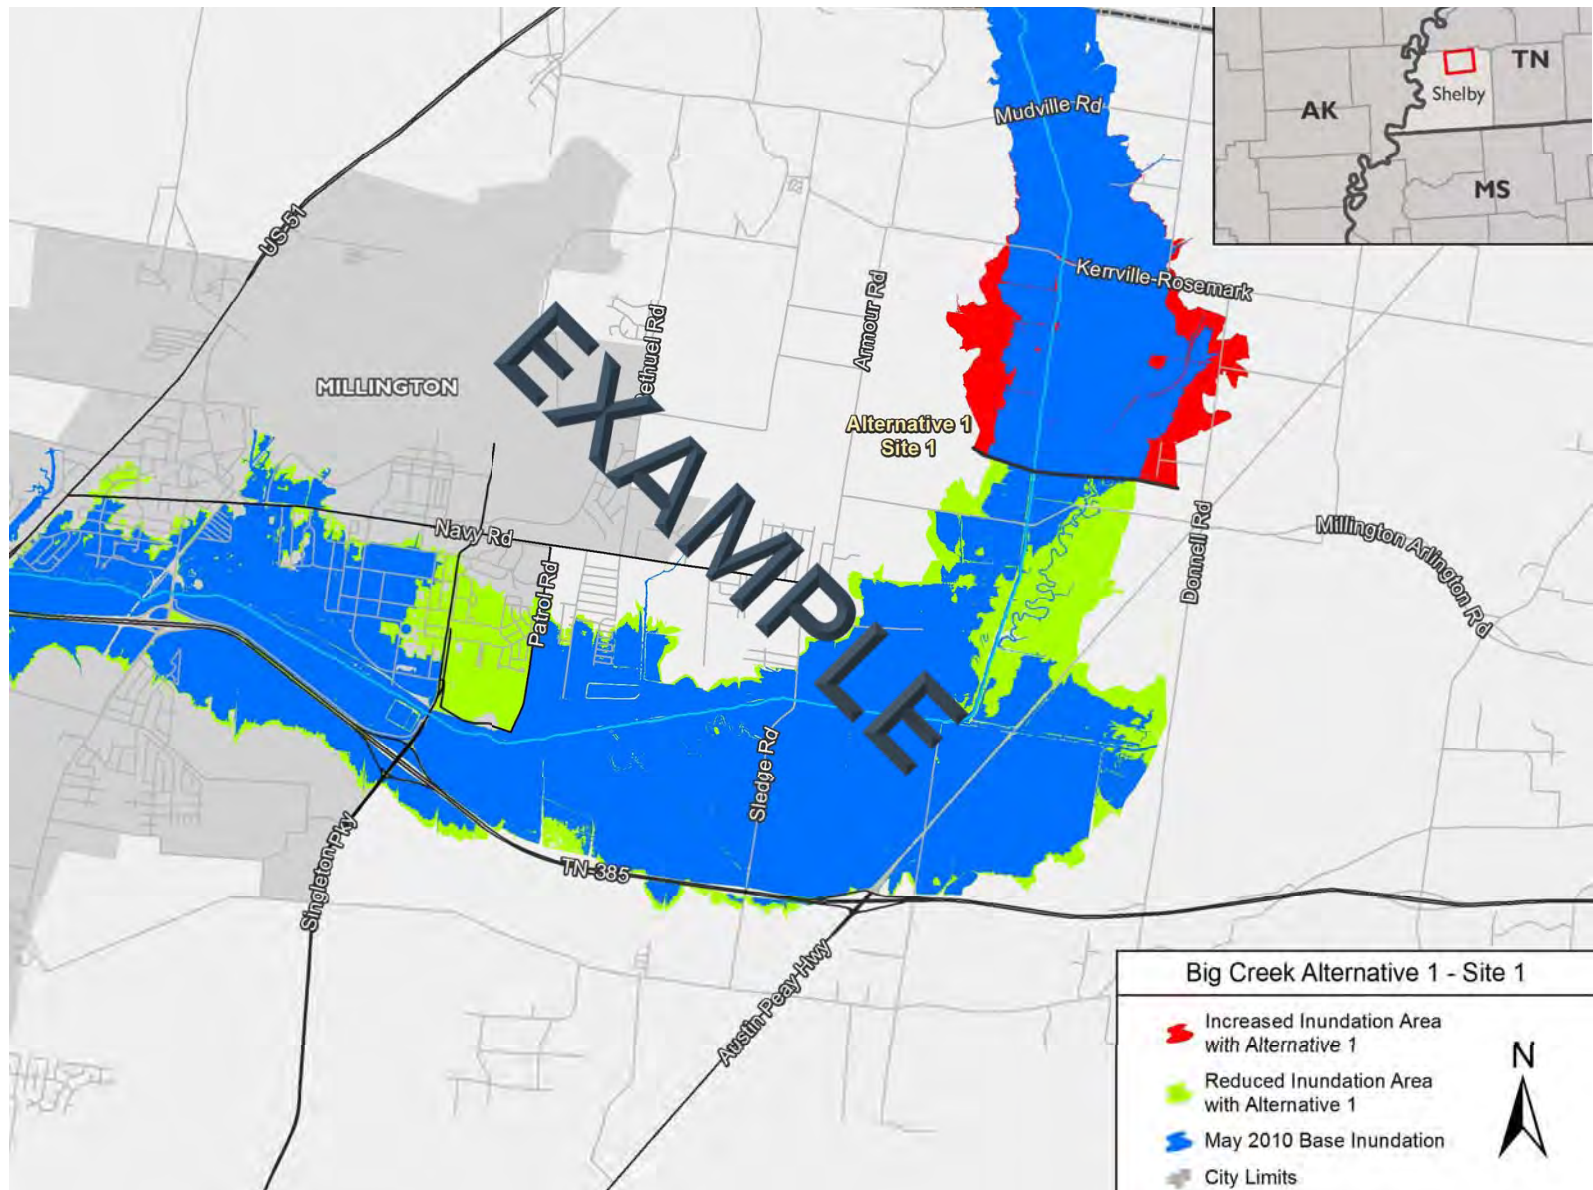 TN
Shelby
AK
MS
Mudville Rd
US-51
Kerrville-Rosemark
Armour Rd
ethuel Rd
MILLINGTON
EXAMPLE
Alternative 1
Site 1
Navy Rd
Patrol Rd
Donnell Rd
Millington Arlington Rd
Sledge Rd
Singleton Pky
TN-385
Austin Peay Hwy
Big Creek Alternative 1 - Site 1
Increased Inundation Area
with Alternative 1
Reduced Inundation Area
with Alternative 1
May 2010 Base Inundation
City Limits
N